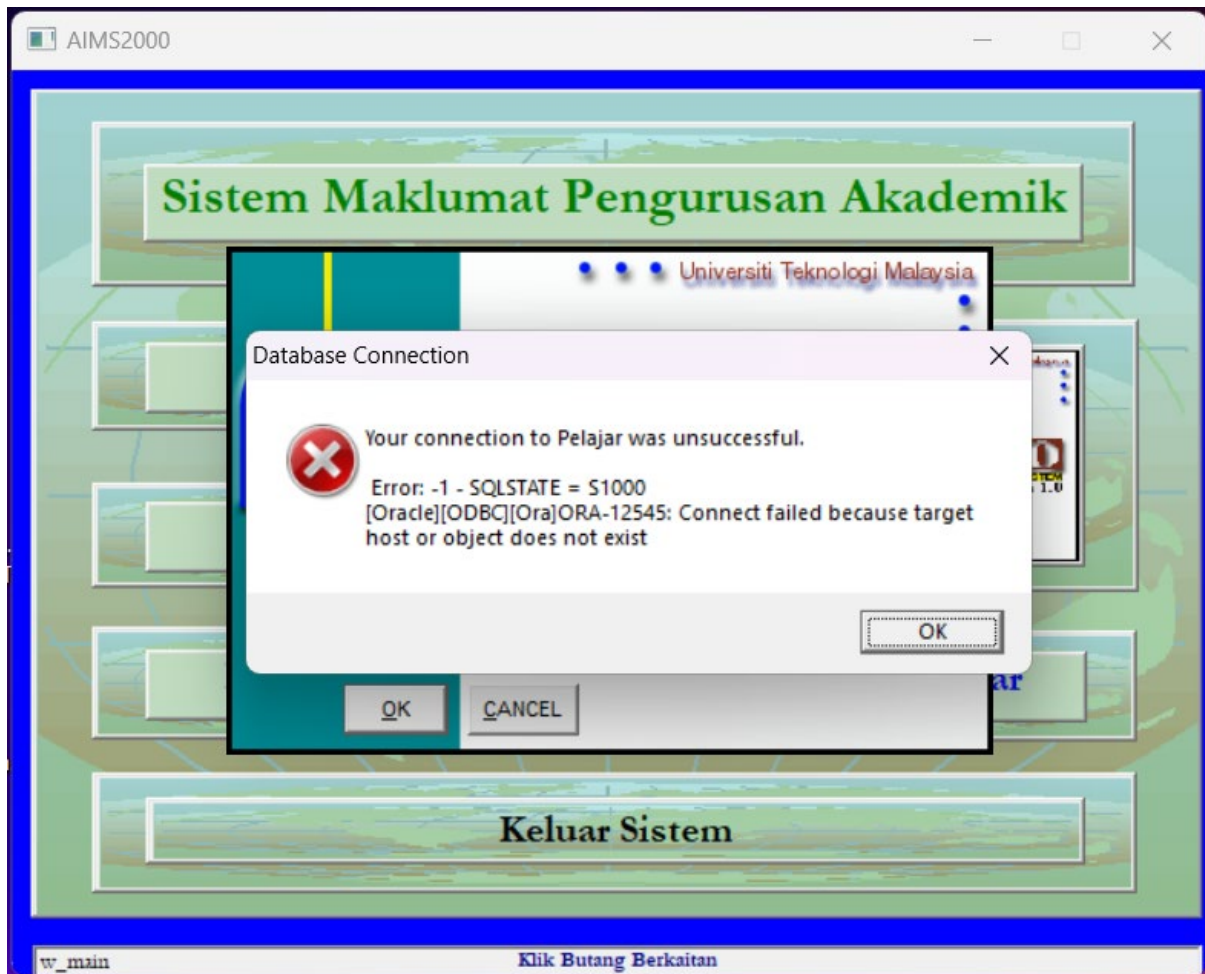 AIMS2000
Sistem Maklumat Pengurusan Akademik
Universiti Teknologi Malaysia
Database Connection
Your connection to Pelajar was unsuccessful.
Error: -1 - SQLSTATE = S1000
[Oracle][ODBC][Ora]ORA-12545: Connect failed because target
host or object does not exist
OK
1.0
ar
OK
CANCEL
Keluar Sistem
w_main
Klik Butang Berkaitan